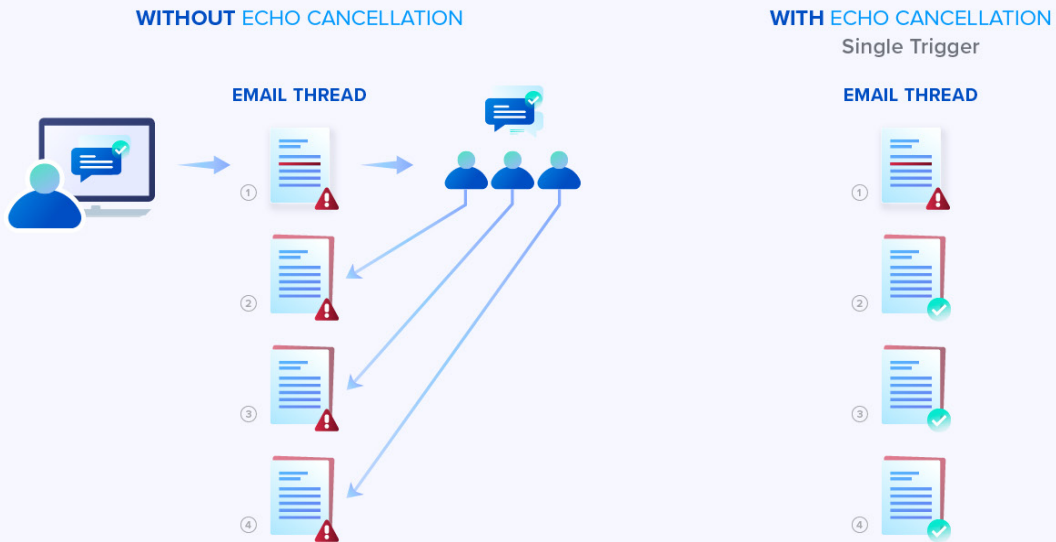 WITHOUT ECHO CANCELLATION
EMAIL THREAD
1
2
3
4
WITH ECHO CANCELLATION
Single Trigger
EMAIL THREAD
1
2
3
4